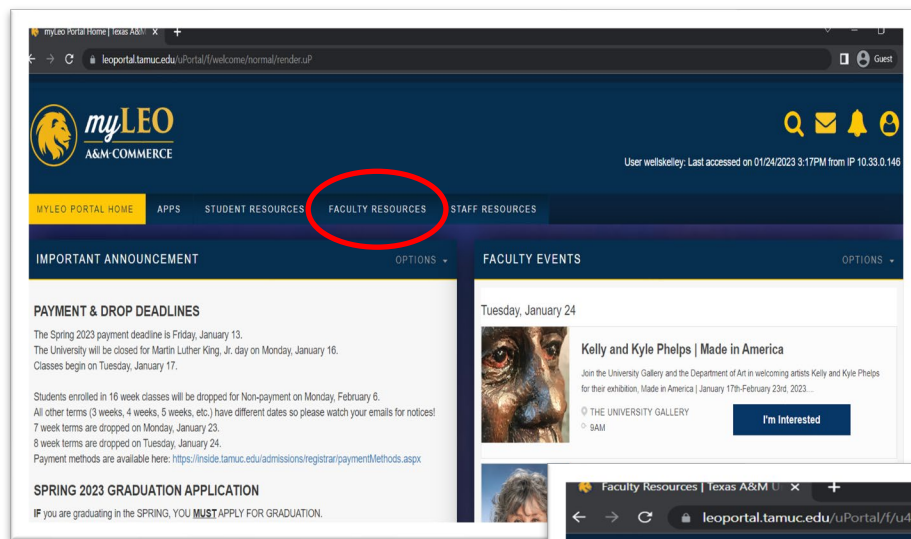 myLeo Portal Home | Texas A&M
leoportal.tamuc.edu/uPortal/f/welcome/normal/render.uP
Guest
myLEO
A&M-COMMERCE
User wellskelley: Last accessed on 01/24/2023 3:17PM from IP 10.33.0.146
MYLEO PORTAL HOME APPS STUDENT RESOURCES FACULTY RESOURCES STAFF RESOURCES
IMPORTANT ANNOUNCEMENT OPTIONS
PAYMENT & DROP DEADLINES
The Spring 2023 payment deadline is Friday, January 13.
The University will be closed for Martin Luther King, Jr. day on Monday, January 16.
Classes begin on Tuesday, January 17.
Students enrolled in 16 week classes will be dropped for Non-payment on Monday, February 6.
All other terms (3 weeks, 4 weeks, 5 weeks, etc.) have different dates so please watch your emails for notices!
7 week terms are dropped on Monday, January 23.
8 week terms are dropped on Tuesday, January 24.
Payment methods are available here: https://inside.tamuc.edu/admissions/registrar/paymentMethods.aspx
SPRING 2023 GRADUATION APPLICATION
IF you are graduating in the SPRING, YOU MUST APPLY FOR GRADUATION.
FACULTY EVENTS OPTIONS
Tuesday, January 24
Kelly and Kyle Phelps | Made in America
Join the University Gallery and the Department of Art in welcoming artists Kelly and Kyle Phelps
for their exhibition, Made in America | January 17th-February 23rd, 2023...
THE UNIVERSITY GALLERY
9AM
I'm Interested
Faculty Resources | Texas A&M U
leoportal.tamuc.edu/uPortal/f/u4